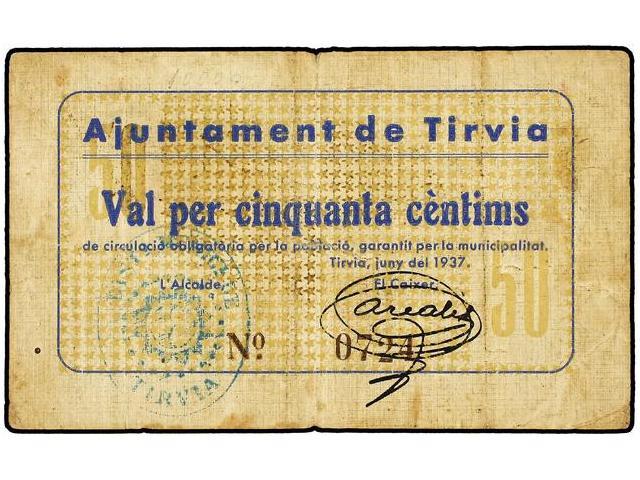 Ajuntament de Tirvia
50
Val per cinquanta cèntims
de circulació obligatòria per la població, garantit per la municipalitat.
Tirvia, juny del 1937.
L'Alcalde, El Caixer,
Nº 0724
50
TIRVIA